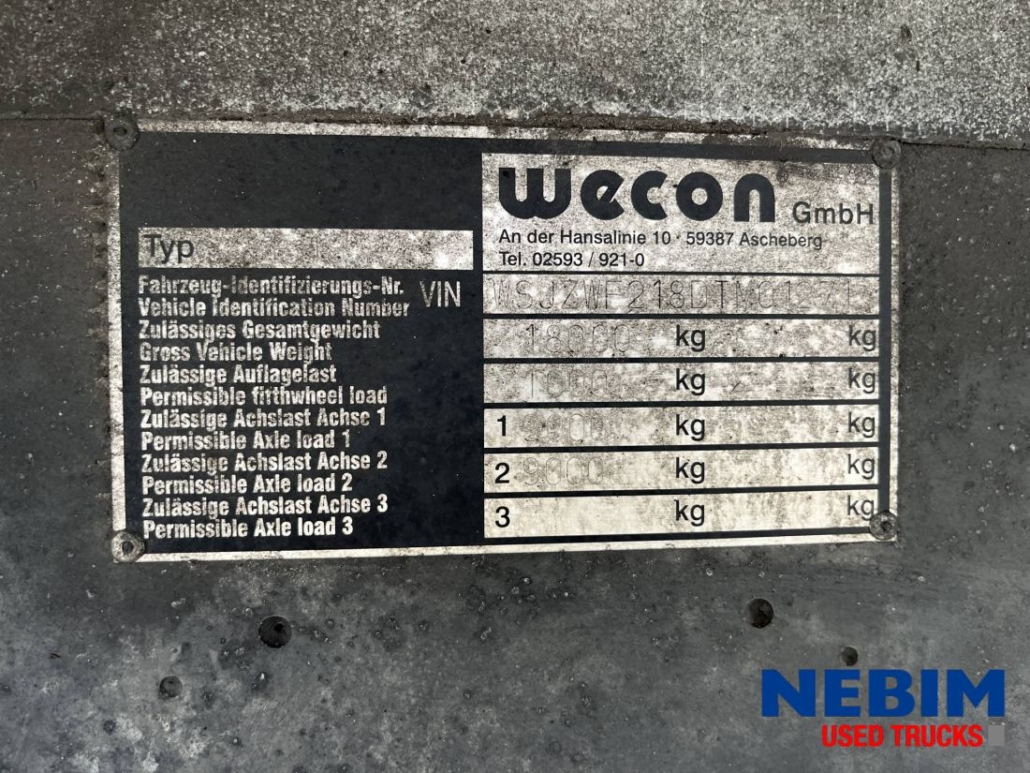 wecon GmbH
An der Hansalinie 10 · 59387 Ascheberg
Tel. 02593 / 921-0
Typ
Fahrzeug-Identifizierungs-Nr.
Vehicle Identification Number
VIN
Zulässiges Gesamtgewicht
Gross Vehicle Weight
18000 kg kg
Zulässige Auflagelast
Permissible fifthwheel load
kg kg
Zulässige Achslast Achse 1
Permissible Axle load 1
1 kg kg
Zulässige Achslast Achse 2
Permissible Axle load 2
2 9000 kg kg
Zulässige Achslast Achse 3
Permissible Axle load 3
3 kg kg
NEBIM
USED TRUCKS